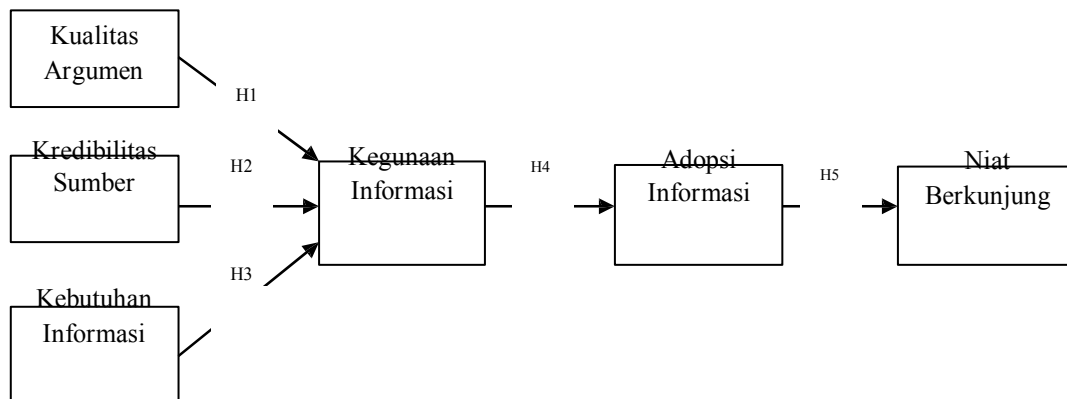 Kualitas
Argumen
H1
Kredibilitas
Sumber
H2
Kegunaan
Informasi
H4
Adopsi
Informasi
H5
Niat
Berkunjung
H3
Kebutuhan
Informasi